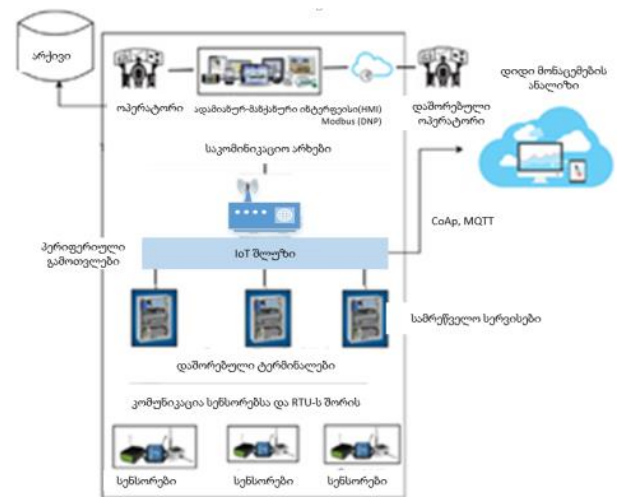 არქივი
ოპერატორი
ადამიანურ-მანქანური ინტერფეისი(HMI)
Modbus (DNP)
დაშორებული
ოპერატორი
დიდი მონაცემების
ანალიზი
საკომინიკაციო არხები
CoAp, MQTT
პერიფერიული
გამოთვლები
IoT შლუზი
სამრეწველო სერვისები
დაშორებული ტერმინალები
კომუნიკაცია სენსორებსა და RTU-ს შორის
სენსორები
სენსორები
სენსორები